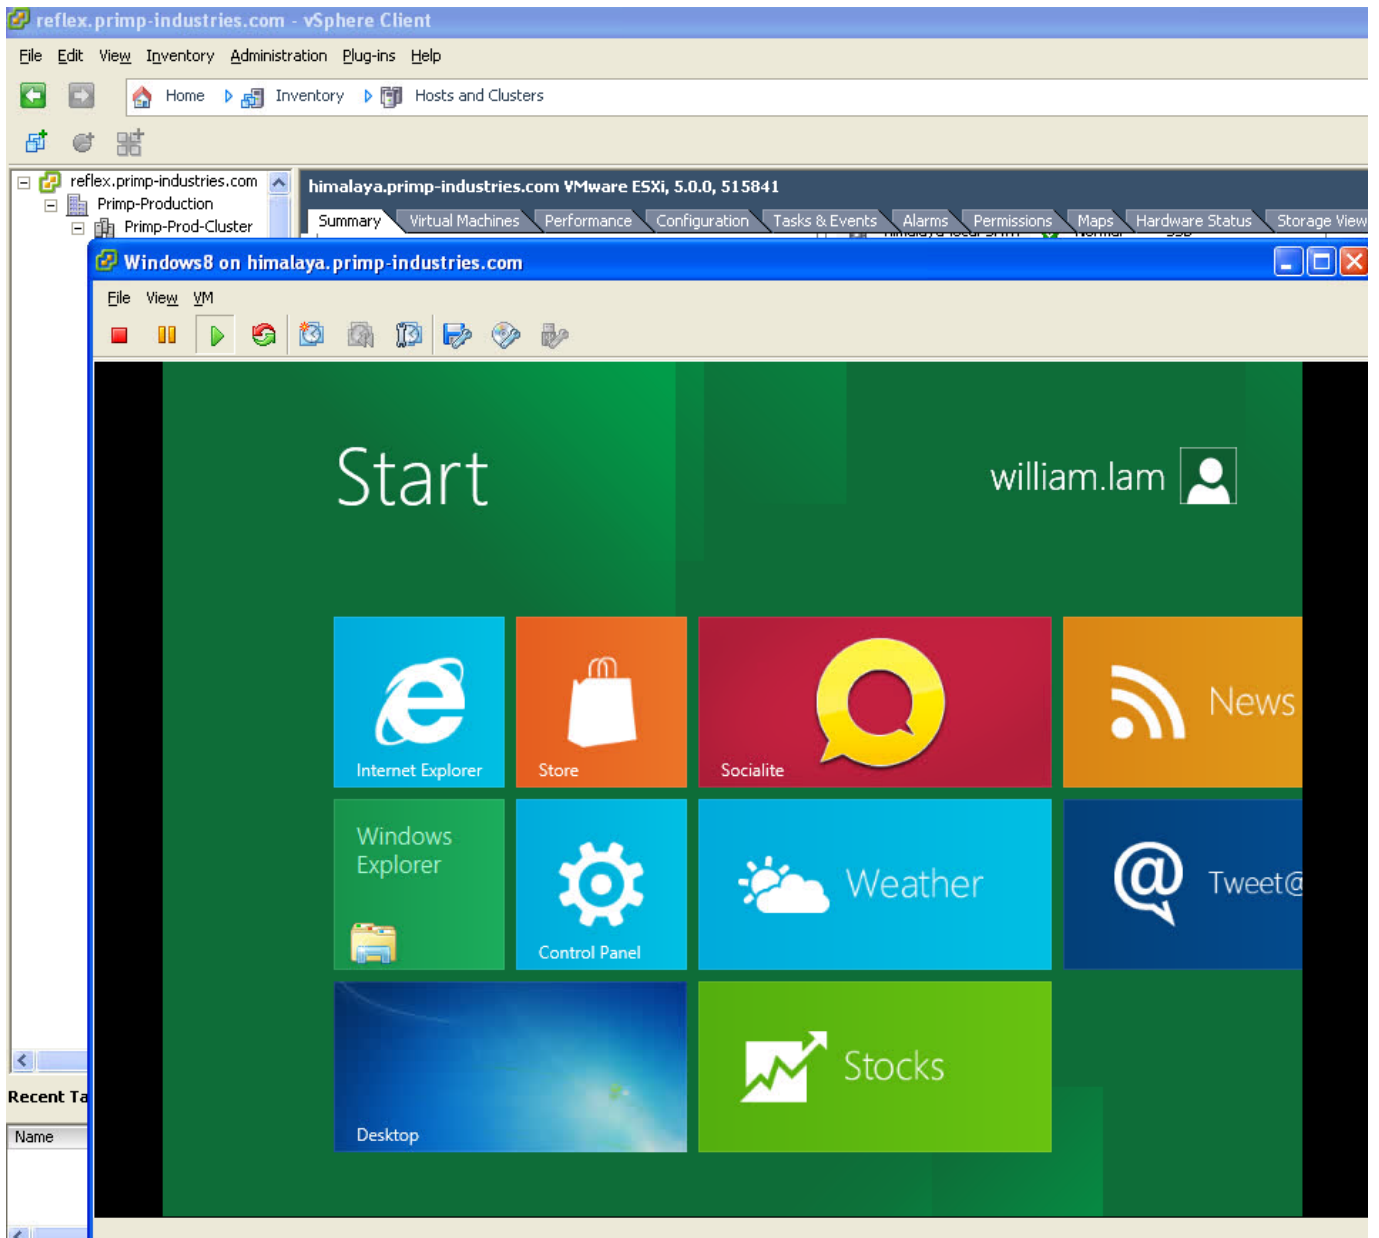 reflex.primp-industries.com - vSphere Client
File Edit View Inventory Administration Plug-ins Help
Home Inventory Hosts and Clusters
reflex.primp-industries.com
Primp-Production
Primp-Prod-Cluster
himalaya.primp-industries.com VMware ESXi, 5.0.0, 515841
Summary Virtual Machines Performance Configuration Tasks & Events Alarms Permissions Maps Hardware Status Storage View
Windows8 on himalaya.primp-industries.com
File View VM
Start
william.lam
Internet Explorer
Store
Socialite
News
Windows
Explorer
Control Panel
Weather
Tweet@
Desktop
Stocks
Recent Ta
Name